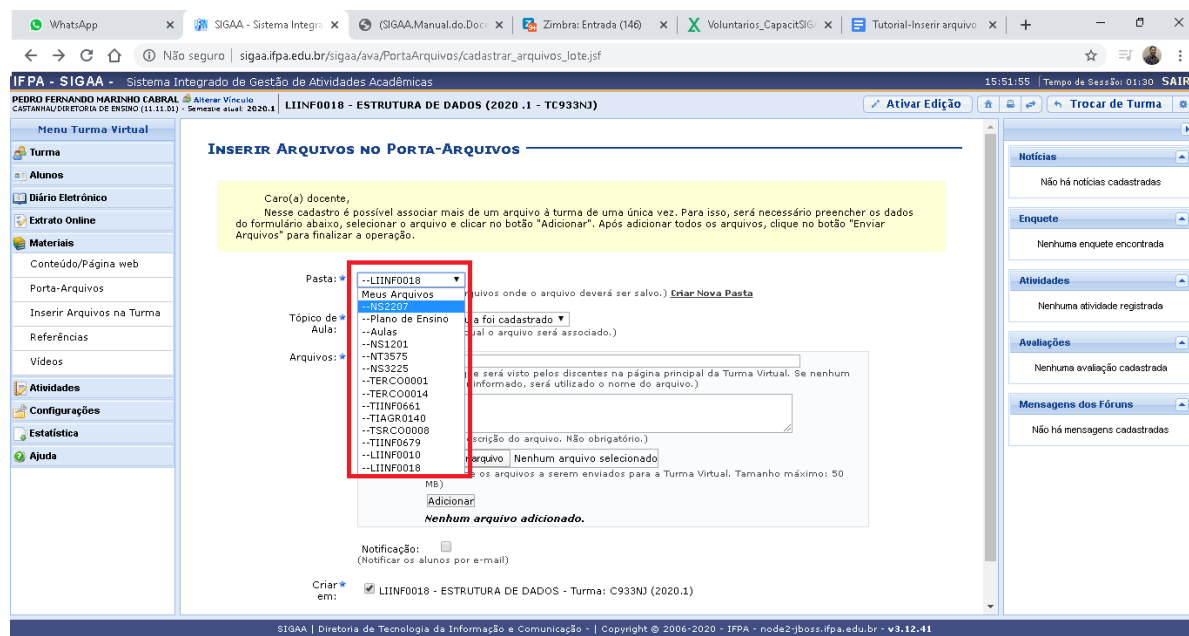 WhatsApp
SIGAA - Sistema Integra
(SIGAA.Manual.do.Doce
Zimbra: Entrada (146)
Voluntarios_CapacitSIG
Tutorial-Inserir arquivo
Não seguro | sigaa.ifpa.edu.br/sigaa/ava/PortaArquivos/cadastrar_arquivos_lote.jsf
IFPA - SIGAA - Sistema Integrado de Gestão de Atividades Acadêmicas
15:51:55 | Tempo de Sessão: 01:30 SAIR
PEDRO FERNANDO MARINHO CABRAL Alterar Vínculo
CASTANHAL/DIRETORIA DE ENSINO (11.11.01) - Semestre atual: 2020.1
LIINF0018 - ESTRUTURA DE DADOS (2020 .1 - TC933NJ)
Ativar Edição
Trocar de Turma
Menu Turma Virtual
Turma
Alunos
Diário Eletrônico
Extrato Online
Materiais
Conteúdo/Página web
Porta-Arquivos
Inserir Arquivos na Turma
Referências
Vídeos
Atividades
Configurações
Estatística
Ajuda
INSERIR ARQUIVOS NO PORTA-ARQUIVOS
Caro(a) docente,
Nesse cadastro é possível associar mais de um arquivo à turma de uma única vez. Para isso, será necessário preencher os dados
do formulário abaixo, selecionar o arquivo e clicar no botão "Adicionar". Após adicionar todos os arquivos, clique no botão "Enviar
Arquivos" para finalizar a operação.
Pasta:
--LIINF0018
Meus Arquivos
--NS2207
--Plano de Ensino
--Aulas
--NS1201
--NT3575
--NS3225
--TERCO0001
--TERCO0014
--TIINF0661
--TIAGR0140
--TSRCO0008
--TIINF0679
--LIINF0010
--LIINF0018
quivos onde o arquivo deverá ser salvo.) Criar Nova Pasta
Tópico de
Aula:
a foi cadastrado
ual o arquivo será associado.)
Arquivos:
e será visto pelos discentes na página principal da Turma Virtual. Se nenhum
informado, será utilizado o nome do arquivo.)
scrição do arquivo. Não obrigatório.)
arquivo Nenhum arquivo selecionado
e os arquivos a serem enviados para a Turma Virtual. Tamanho máximo: 50
MB)
Adicionar
Nenhum arquivo adicionado.
Notificação:
(Notificar os alunos por e-mail)
Criar
em:
LIINF0018 - ESTRUTURA DE DADOS - Turma: C933NJ (2020.1)
Notícias
Não há notícias cadastradas
Enquete
Nenhuma enquete encontrada
Atividades
Nenhuma atividade registrada
Avaliações
Nenhuma avaliação cadastrada
Mensagens dos Fóruns
Não há mensagens cadastradas
SIGAA | Diretoria de Tecnologia da Informação e Comunicação - | Copyright © 2006-2020 - IFPA - node2-jboss.ifpa.edu.br - v3.12.41